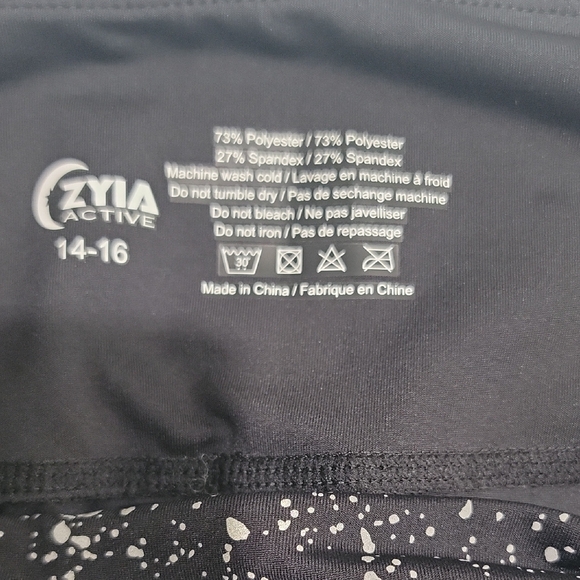 ZYIA
ACTIVE
14-16
73% Polyester / 73% Polyester
27% Spandex / 27% Spandex
Machine wash cold / Lavage en machine à froid
Do not tumble dry / Pas de sechange machine
Do not bleach / Ne pas javelliser
Do not iron / Pas de repassage
30°
Made in China / Fabrique en Chine